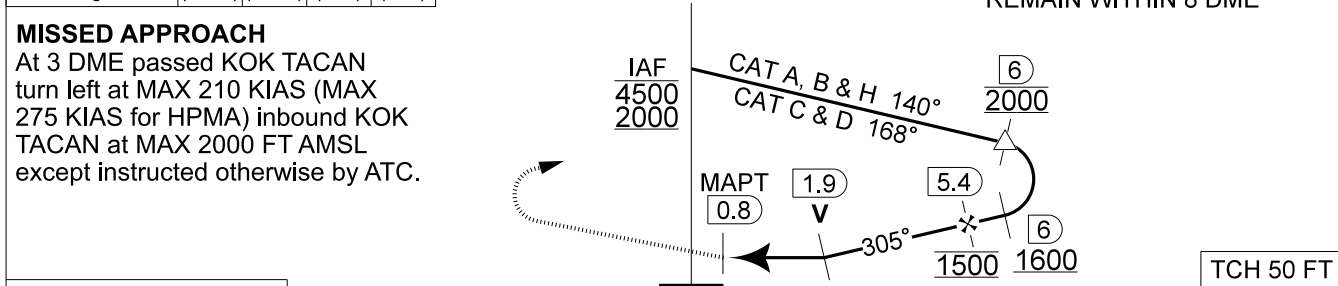 REMAIN WITHIN 8 DME
MISSED APPROACH
At 3 DME passed KOK TACAN
turn left at MAX 210 KIAS (MAX
275 KIAS for HPMA) inbound KOK
TACAN at MAX 2000 FT AMSL
except instructed otherwise by ATC.
IAF
4500
2000
CAT A, B & H 140°
CAT C & D 168°
6
2000
MAPT
0.8
1.9
V
5.4
305°
1500
6
1600
TCH 50 FT